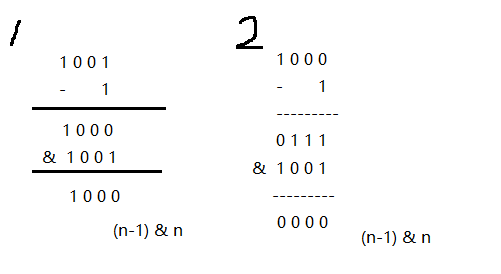 1
1 0 0 1
- 1
1 0 0 0
& 1 0 0 1
1 0 0 0
(n-1) & n
2
1 0 0 0
- 1
---------
0 1 1 1
& 1 0 0 1
---------
0 0 0 0
(n-1) & n